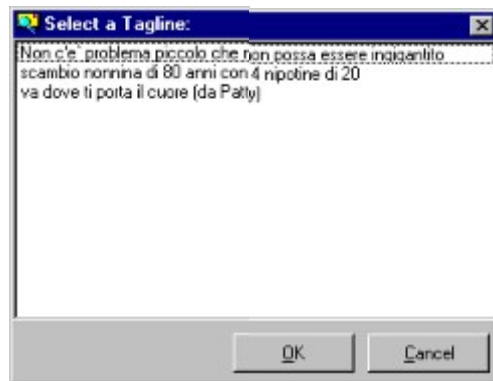 Select a Tagline:
Non c'e' problema piccolo che non possa essere ingigantito
scambio nonnina di 80 anni con 4 nipotine di 20
va dove ti porta il cuore (da Patty)
OK
Cancel